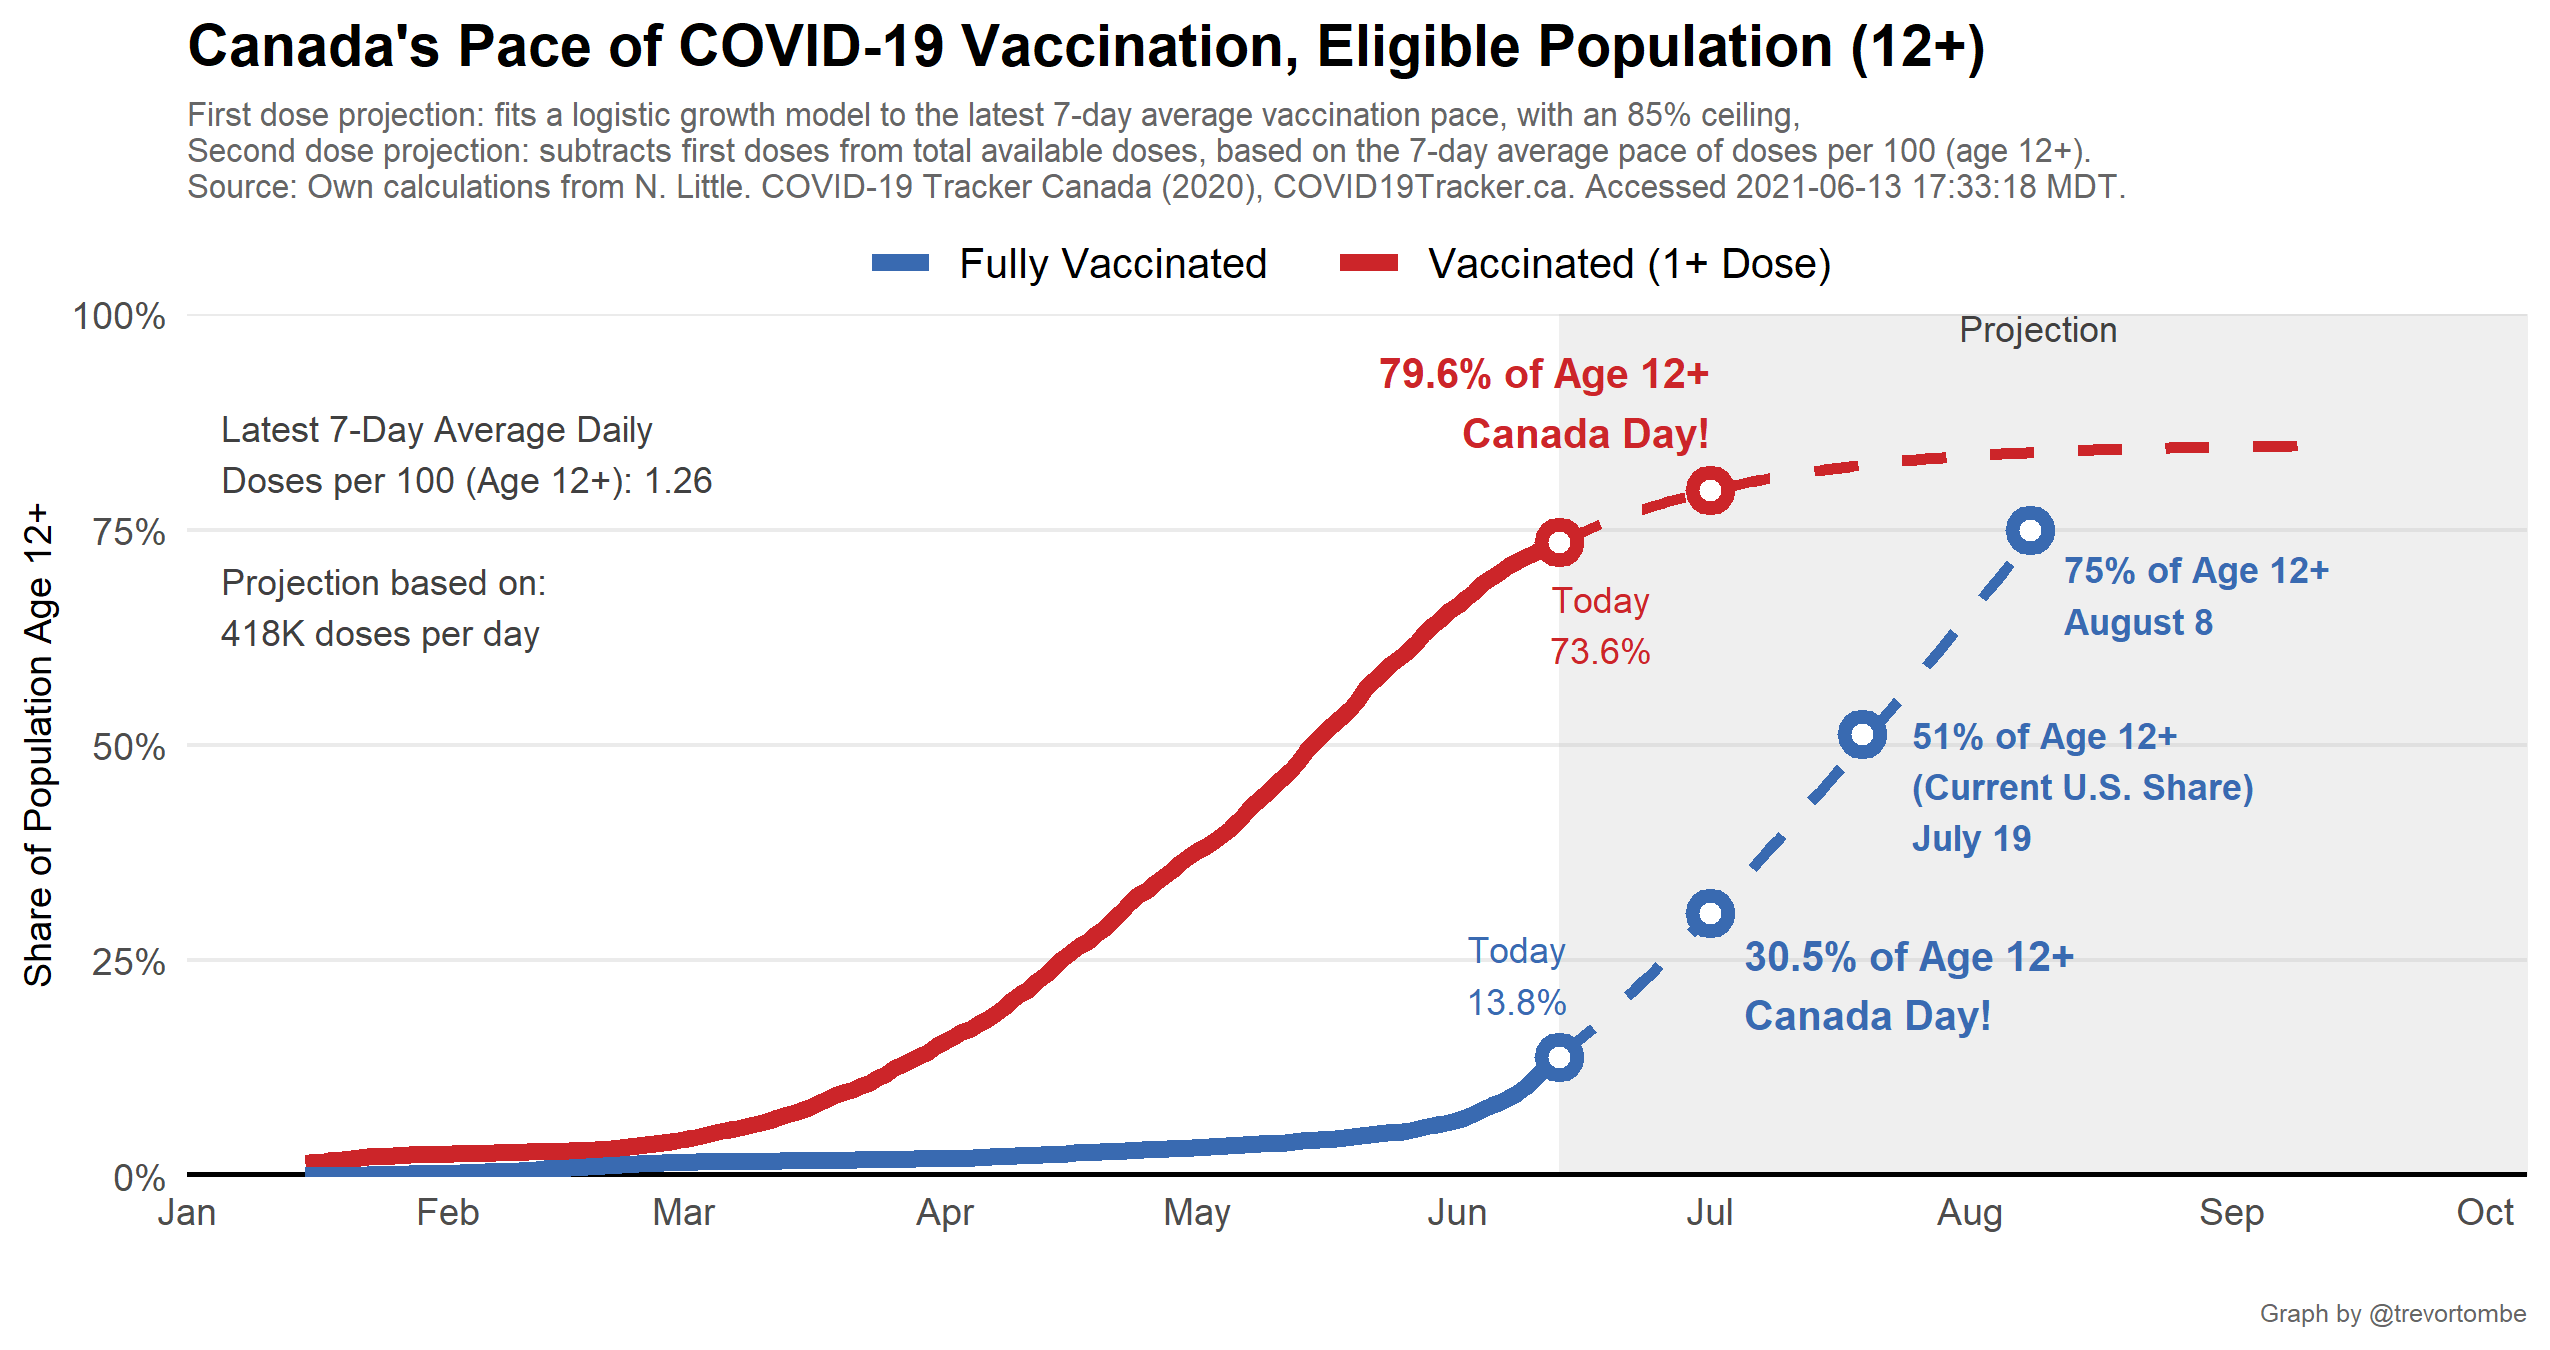 Canada's Pace of COVID-19 Vaccination, Eligible Population (12+)
First dose projection: fits a logistic growth model to the latest 7-day average vaccination pace, with an 85% ceiling,
Second dose projection: subtracts first doses from total available doses, based on the 7-day average pace of doses per 100 (age 12+).
Source: Own calculations from N. Little. COVID-19 Tracker Canada (2020), COVID19Tracker.ca. Accessed 2021-06-13 17:33:18 MDT.
Fully Vaccinated
Vaccinated (1+ Dose)
Share of Population Age 12+
100%
75%
50%
25%
0%
Projection
79.6% of Age 12+
Canada Day!
Latest 7-Day Average Daily
Doses per 100 (Age 12+): 1.26
Projection based on:
418K doses per day
Today
73.6%
75% of Age 12+
August 8
51% of Age 12+
(Current U.S. Share)
July 19
Today
13.8%
30.5% of Age 12+
Canada Day!
Jan
Feb
Mar
Apr
May
Jun
Jul
Aug
Sep
Oct
Graph by @trevortombe